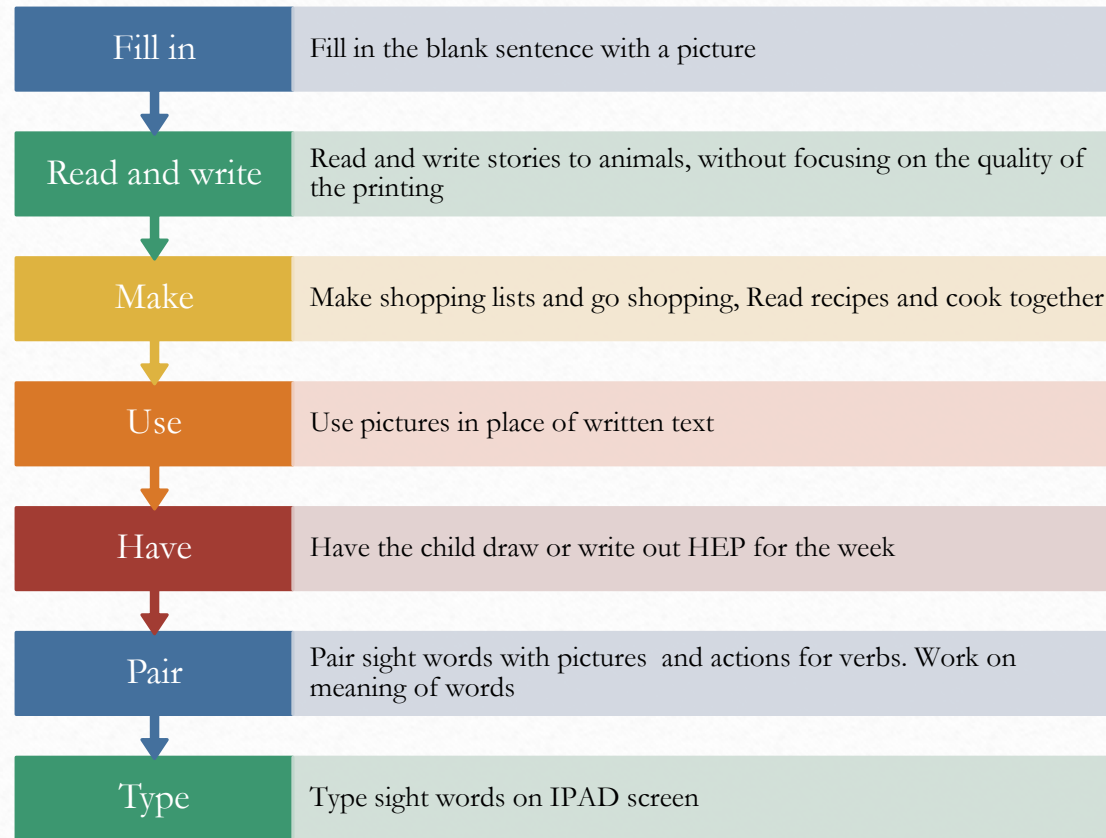 Fill in
Fill in the blank sentence with a picture
Read and write
Read and write stories to animals, without focusing on the quality of
the printing
Make
Make shopping lists and go shopping, Read recipes and cook together
Use
Use pictures in place of written text
Have
Have the child draw or write out HEP for the week
Pair
Pair sight words with pictures  and actions for verbs. Work on
meaning of words
Type
Type sight words on IPAD screen